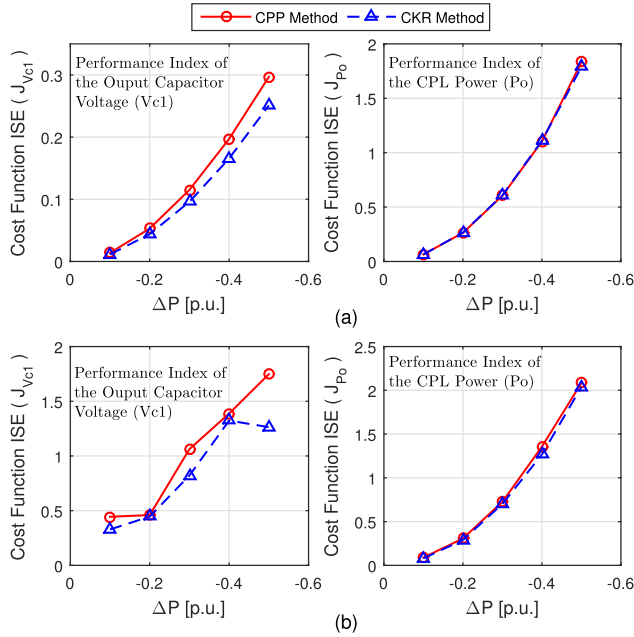 CPP Method CKR Method
(a)
Performance Index of
the Ouput Capacitor
Voltage (Vc1)
Cost Function ISE ( J_Vc1 )
0.3
0.2
0.1
0
0 -0.2 -0.4 -0.6
ΔP [p.u.]
Performance Index of
the CPL Power (Po)
Cost Function ISE ( J_Po )
2
1.5
1
0.5
0
0 -0.2 -0.4 -0.6
ΔP [p.u.]
(a)
Performance Index of
the Ouput Capacitor
Voltage (Vc1)
Cost Function ISE ( J_Vc1 )
2
1.5
1
0.5
0
0 -0.2 -0.4 -0.6
ΔP [p.u.]
Performance Index of
the CPL Power (Po)
Cost Function ISE ( J_Po )
2.5
2
1.5
1
0.5
0
0 -0.2 -0.4 -0.6
ΔP [p.u.]
(b)